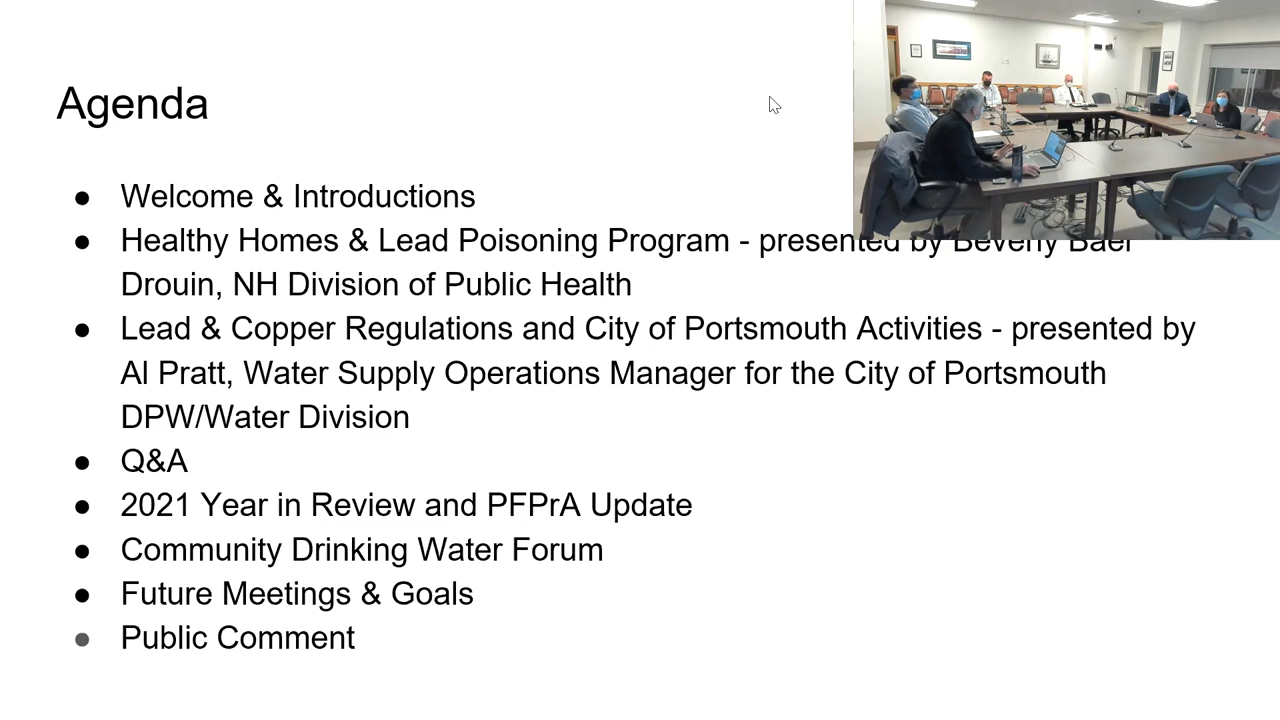 Agenda
● Welcome & Introductions
● Healthy Homes & Lead Poisoning Program - presented by Beverly Baer
Drouin, NH Division of Public Health
● Lead & Copper Regulations and City of Portsmouth Activities - presented by
Al Pratt, Water Supply Operations Manager for the City of Portsmouth
DPW/Water Division
● Q&A
● 2021 Year in Review and PFPrA Update
● Community Drinking Water Forum
● Future Meetings & Goals
● Public Comment